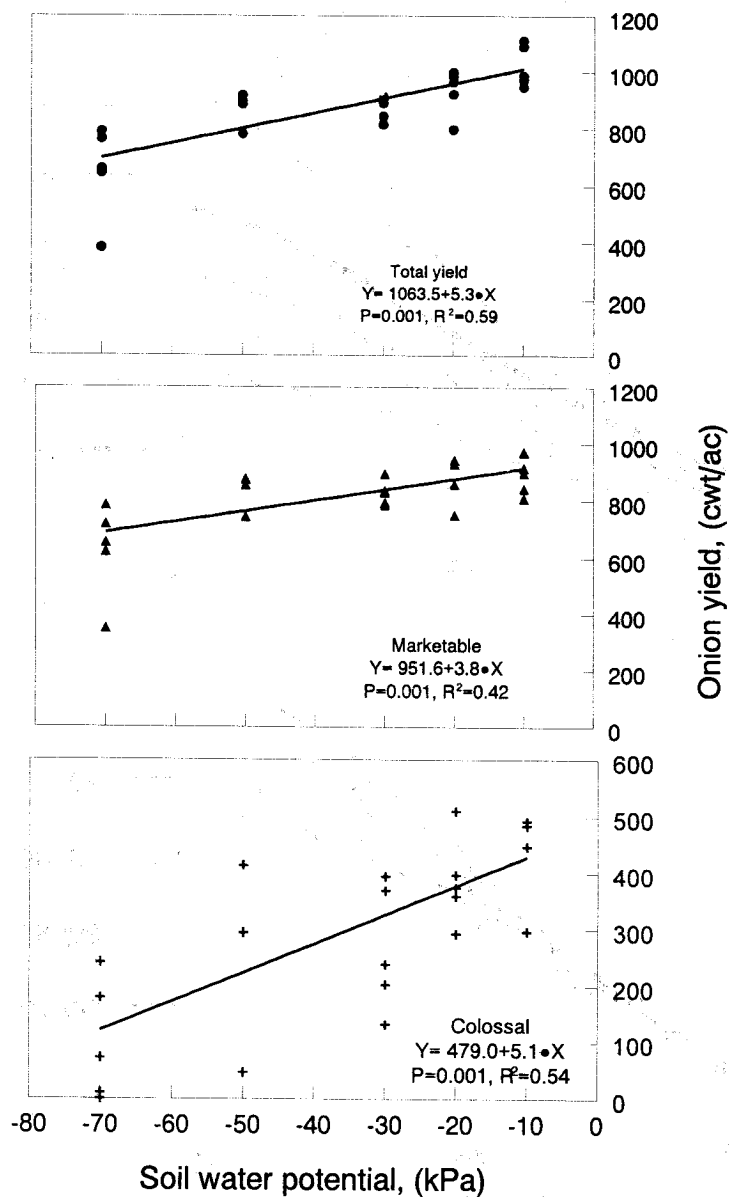 1200
1000
800
600
400
200
0
Total yield
Y= 1063.5+5.3•X
P=0.001, R²=0.59
1200
1000
800
600
400
200
0
Marketable
Y= 951.6+3.8•X
P=0.001, R²=0.42
Onion yield, (cwt/ac)
600
500
400
300
200
100
0
Colossal
Y= 479.0+5.1•X
P=0.001, R²=0.54
-80 -70 -60 -50 -40 -30 -20 -10 0
Soil water potential, (kPa)